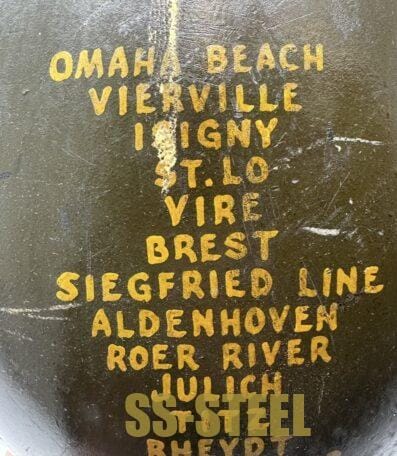 OMAHA BEACH
VIERVILLE
ISIGNY
ST. LO
VIRE
BREST
SIEGFRIED LINE
ALDENHOVEN
ROER RIVER
JULICH
SS-STEEL
RHEYDT